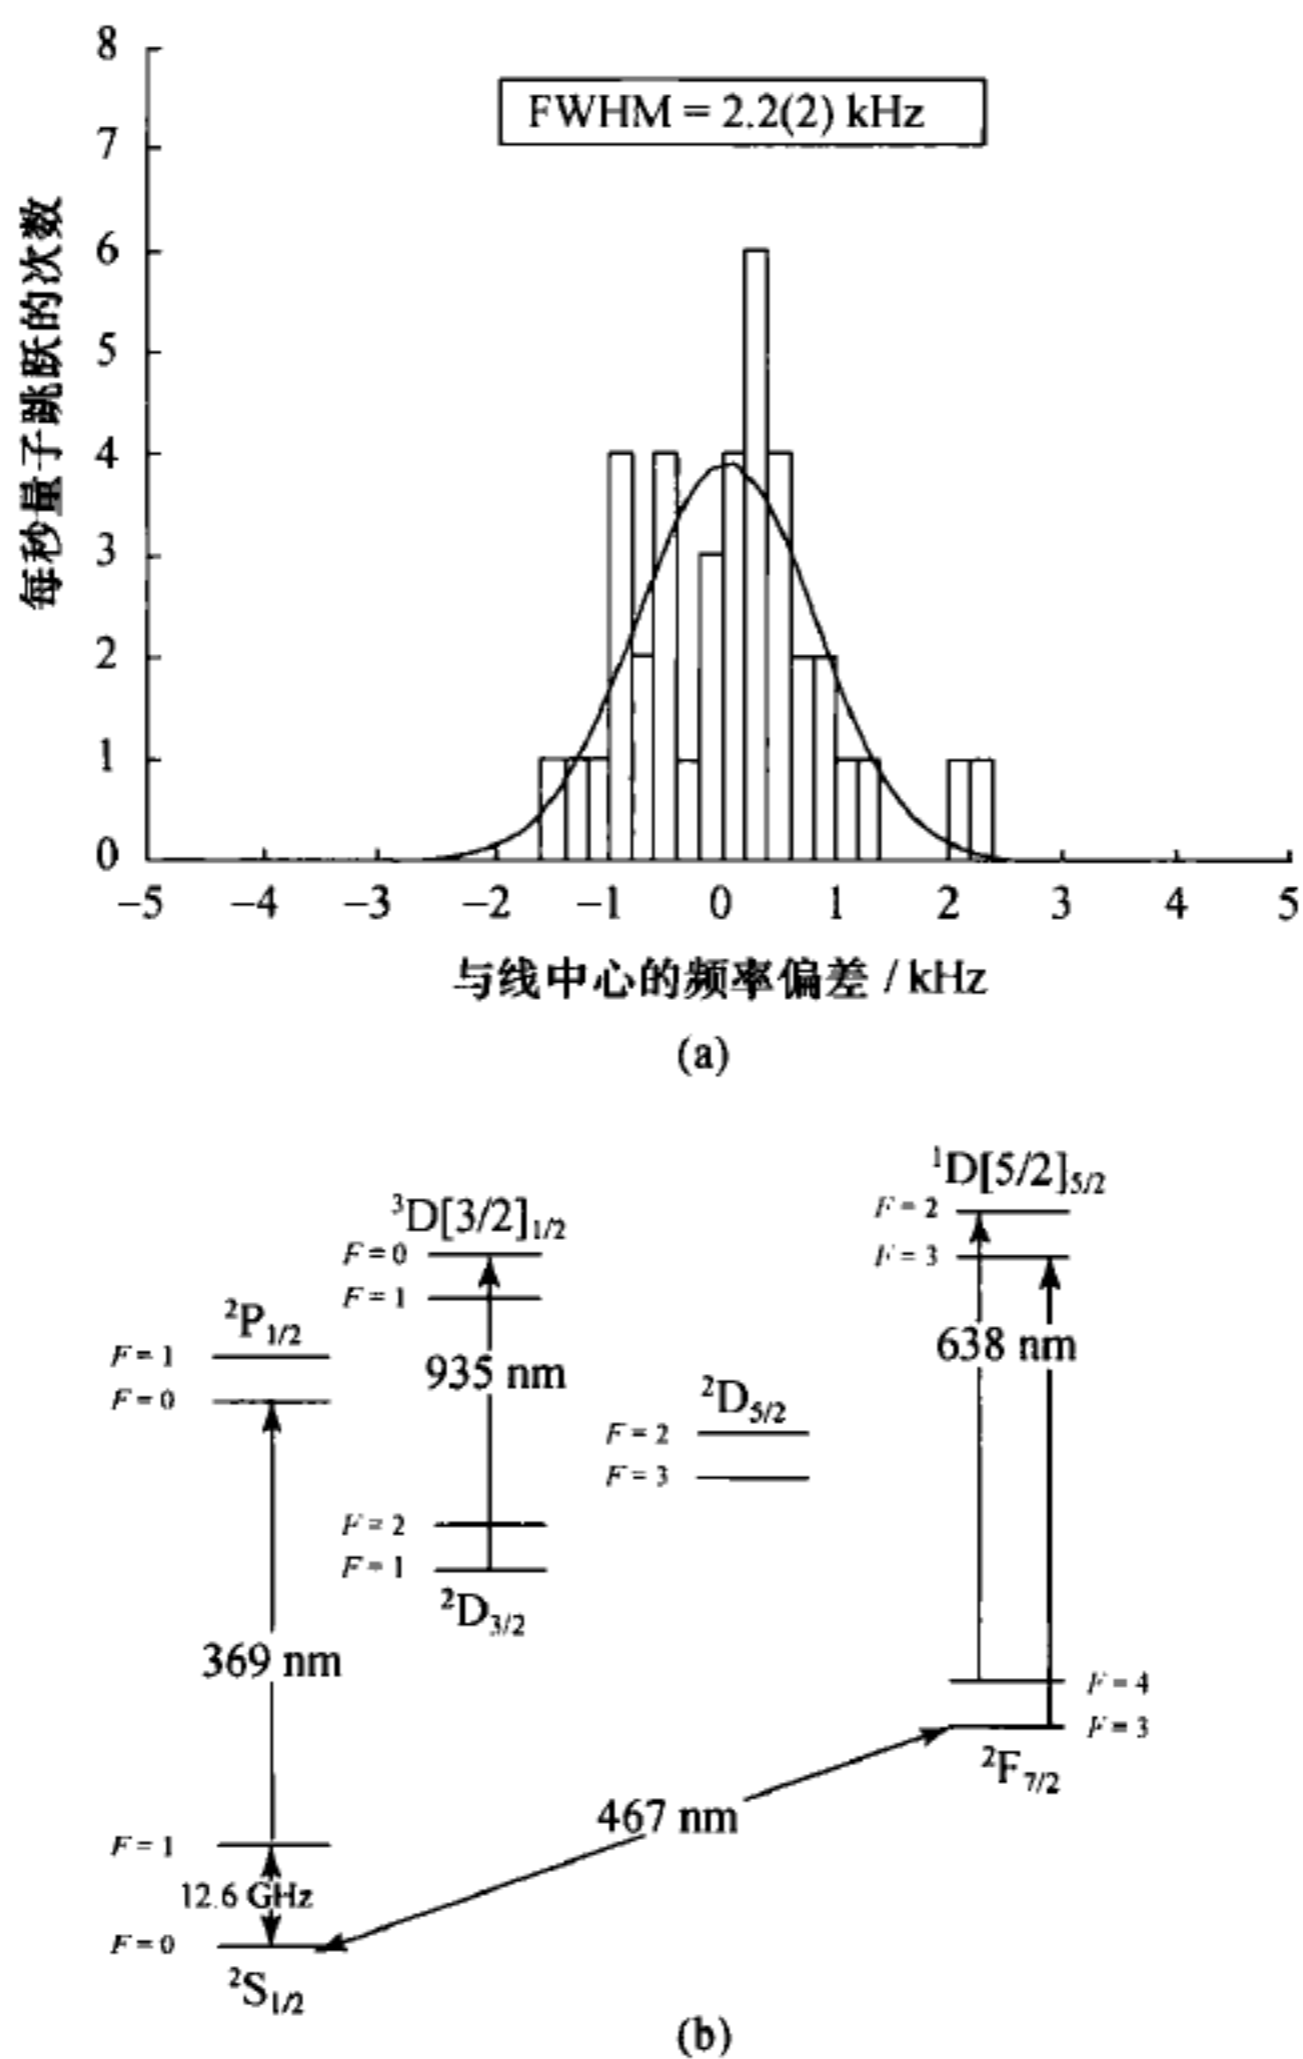 8
FWHM = 2.2(2) kHz
7
6
5
4
3
2
1
0
每秒量子跳跃的次数
−5 −4 −3 −2 −1 0 1 2 3 4 5
与线中心的频率偏差 / kHz
(a)
¹D[5/2]₅/₂
F = 2
³D[3/2]₁/₂
F = 0
F = 3
F = 1
²P₁/₂
638 nm
F = 1
935 nm
²D₅/₂
F = 0
F = 2
F = 3
F = 2
F = 1
²D₃/₂
369 nm
F = 4
F = 3
²F₇/₂
467 nm
F = 1
12.6 GHz
F = 0
²S₁/₂
(b)